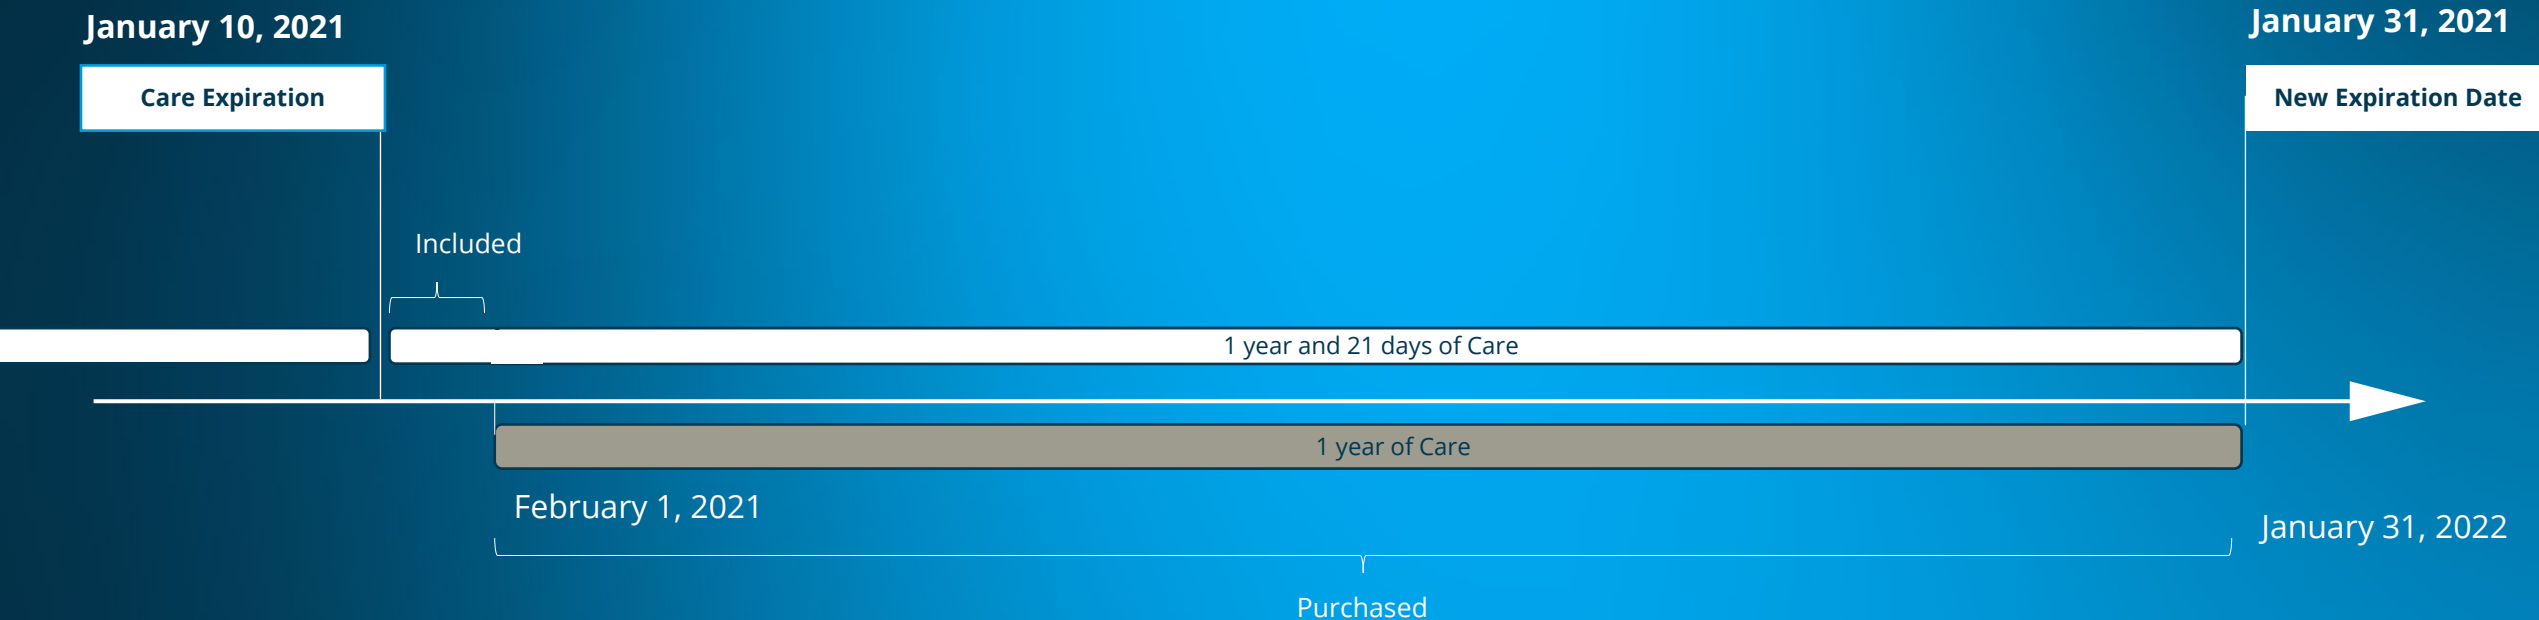 January 10, 2021
January 31, 2021
Care Expiration
New Expiration Date
Included
1 year and 21 days of Care
1 year of Care
February 1, 2021
January 31, 2022
Purchased